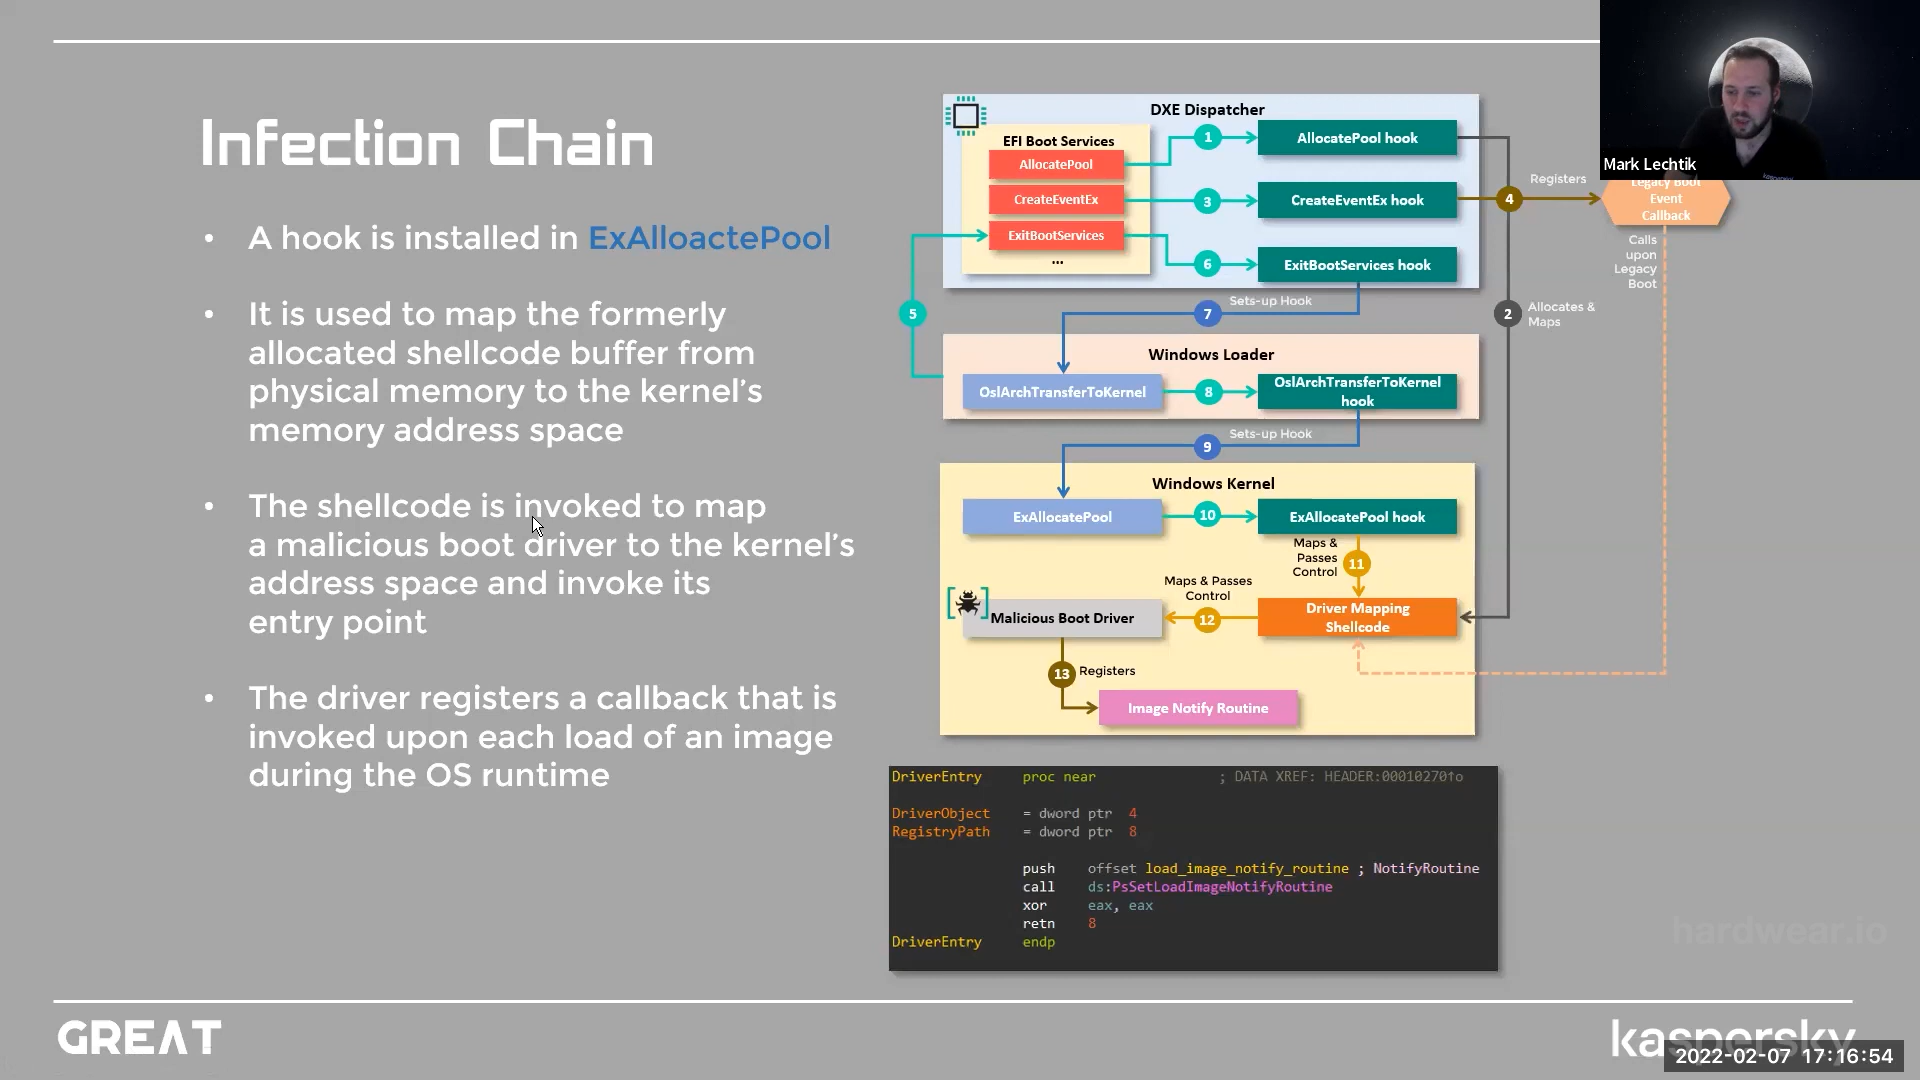 Infection Chain
• A hook is installed in ExAlloactePool
• It is used to map the formerly
allocated shellcode buffer from
physical memory to the kernel's
memory address space
• The shellcode is invoked to map
a malicious boot driver to the kernel's
address space and invoke its
entry point
• The driver registers a callback that is
invoked upon each load of an image
during the OS runtime
DXE Dispatcher
EFI Boot Services
AllocatePool
CreateEventEx
ExitBootServices
...
1
AllocatePool hook
3
CreateEventEx hook
6
ExitBootServices hook
4
Registers
Legacy Boot
Event
Callback
Calls
upon
Legacy
Boot
2
Allocates &
Maps
5
7
Sets-up Hook
Windows Loader
OslArchTransferToKernel
8
OslArchTransferToKernel
hook
9
Sets-up Hook
Windows Kernel
ExAllocatePool
10
ExAllocatePool hook
Maps &
Passes
Control
11
Driver Mapping
Shellcode
Maps & Passes
Control
12
Malicious Boot Driver
13
Registers
Image Notify Routine
DriverEntry proc near ; DATA XREF: HEADER:00010270↑o
DriverObject = dword ptr 4
RegistryPath = dword ptr 8
push offset load_image_notify_routine ; NotifyRoutine
call ds:PsSetLoadImageNotifyRoutine
xor eax, eax
retn 8
DriverEntry endp
Mark Lechtik
hardwear.io
GREAT
kaspersky
2022-02-07 17:16:54